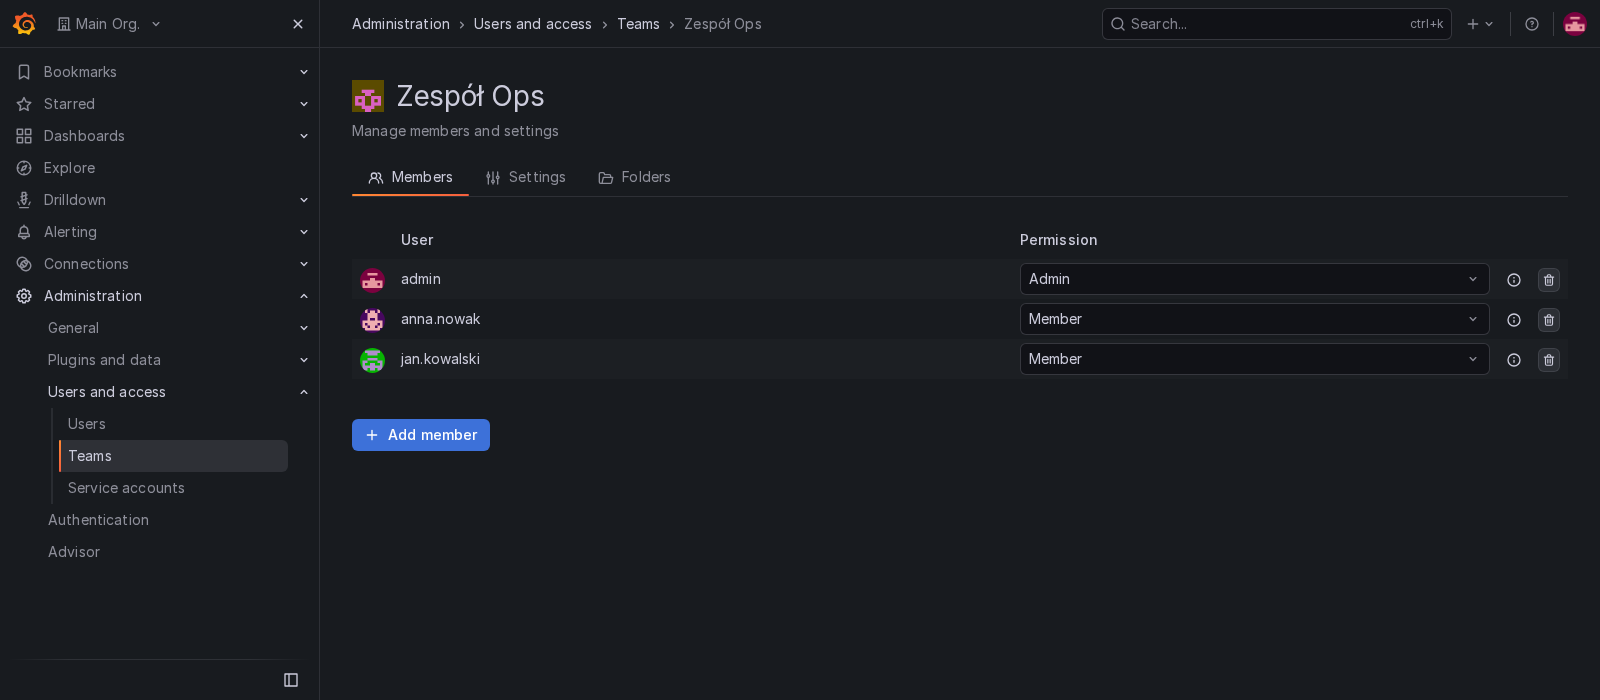 Main Org.
Administration > Users and access > Teams > Zespół Ops
Search...
ctrl+k
Bookmarks
Starred
Dashboards
Explore
Drilldown
Alerting
Connections
Administration
General
Plugins and data
Users and access
Users
Teams
Service accounts
Authentication
Advisor
Zespół Ops
Manage members and settings
Members
Settings
Folders
User
Permission
admin
Admin
anna.nowak
Member
jan.kowalski
Member
Add member